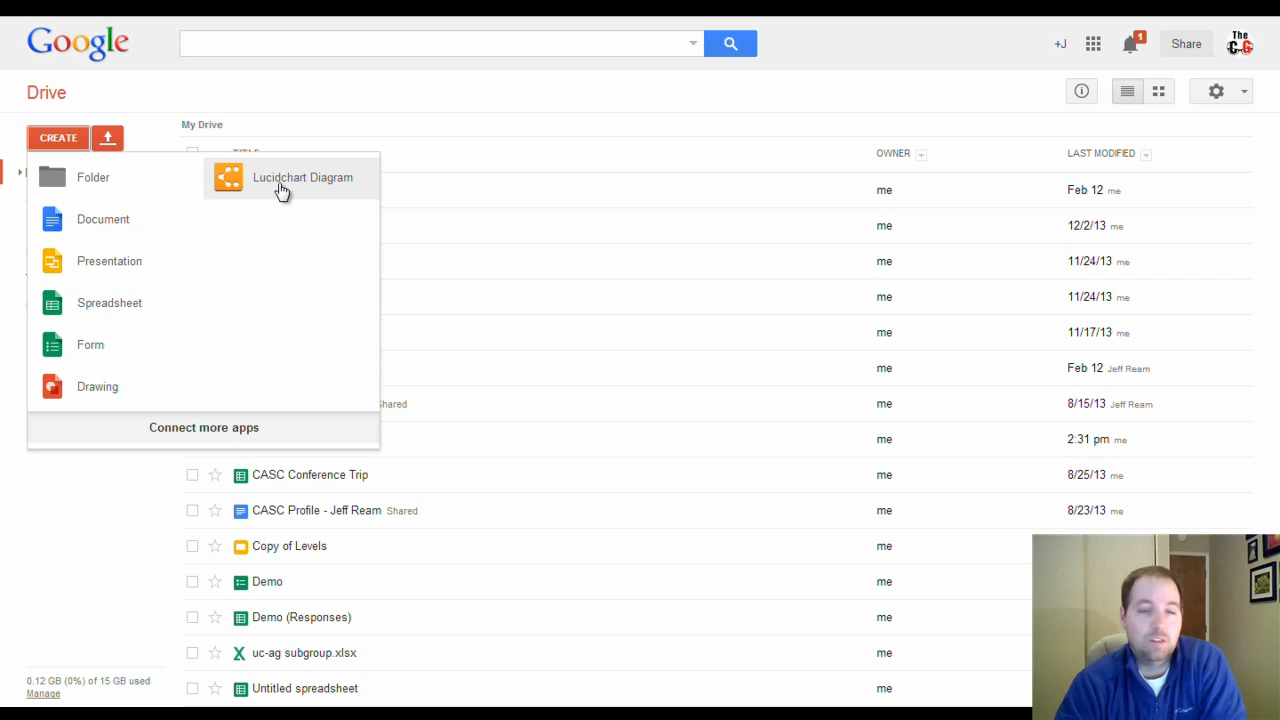 Google
+J
1
Share
The
C G
Drive
CREATE
My Drive
TITLE
OWNER
LAST MODIFIED
Folder
Lucidchart Diagram
Document
Presentation
Spreadsheet
Form
Drawing
Connect more apps
me Feb 12 me
me 12/2/13 me
me 11/24/13 me
me 11/24/13 me
me 11/17/13 me
me Feb 12 Jeff Ream
Shared me 8/15/13 Jeff Ream
me 2:31 pm me
CASC Conference Trip me 8/25/13 me
CASC Profile - Jeff Ream Shared me 8/23/13 me
Copy of Levels me
Demo me
Demo (Responses) me
uc-ag subgroup.xlsx me
Untitled spreadsheet me
0.12 GB (0%) of 15 GB used
Manage